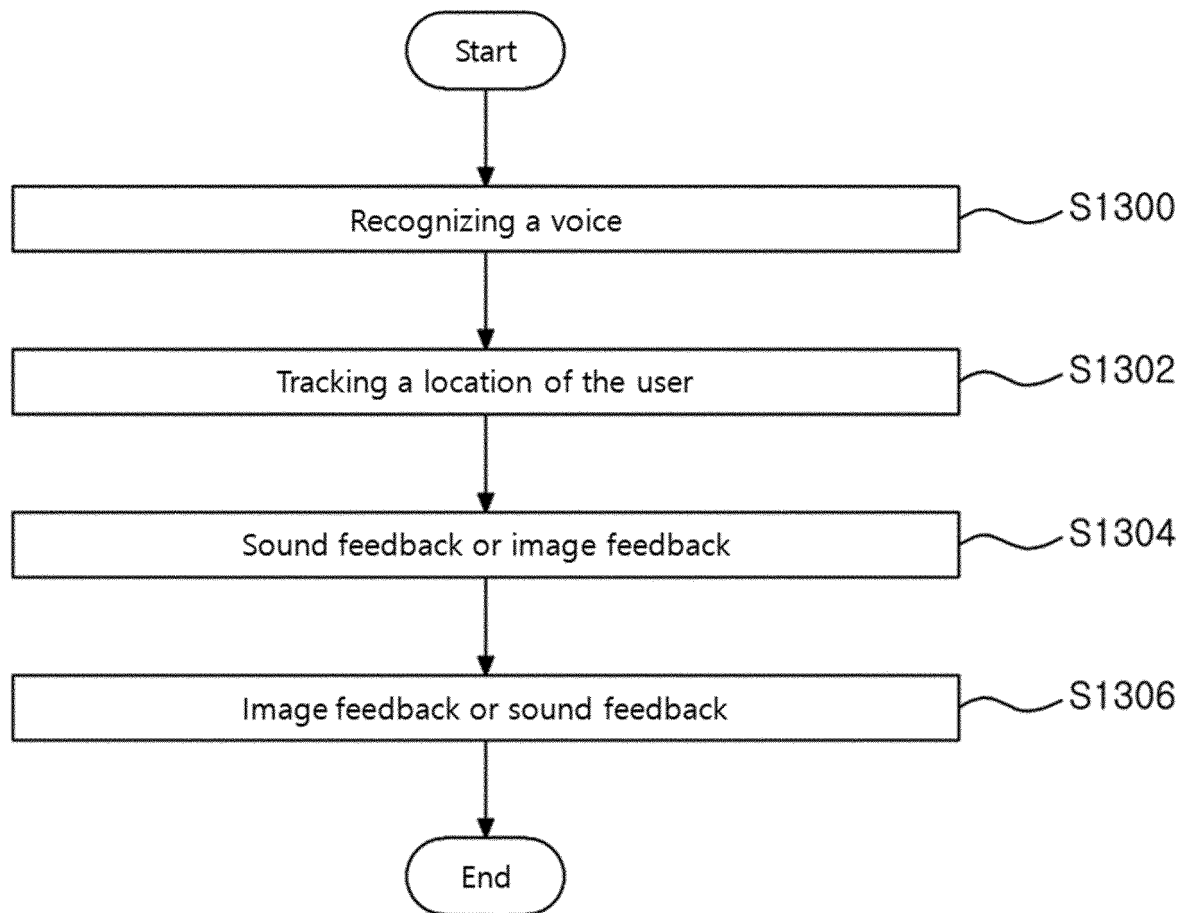 Start
Recognizing a voice
S1300
Tracking a location of the user
S1302
Sound feedback or image feedback
S1304
Image feedback or sound feedback
S1306
End